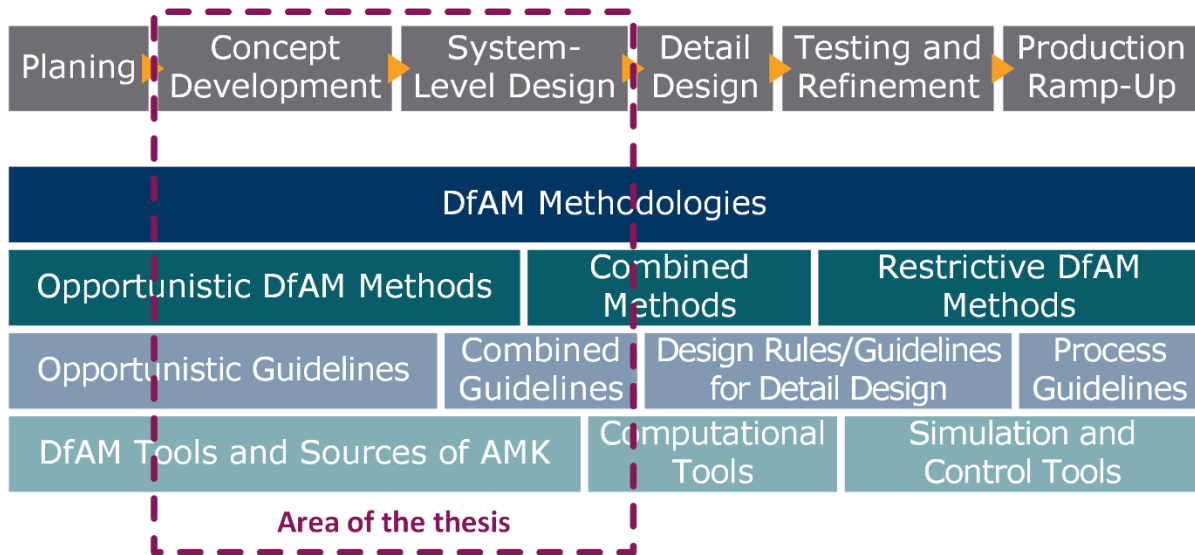 Planing
Concept
Development
System-
Level Design
Detail
Design
Testing and
Refinement
Production
Ramp-Up
DfAM Methodologies
Opportunistic DfAM Methods
Combined
Methods
Restrictive DfAM
Methods
Opportunistic Guidelines
Combined
Guidelines
Design Rules/Guidelines
for Detail Design
Process
Guidelines
DfAM Tools and Sources of AMK
Computational
Tools
Simulation and
Control Tools
Area of the thesis